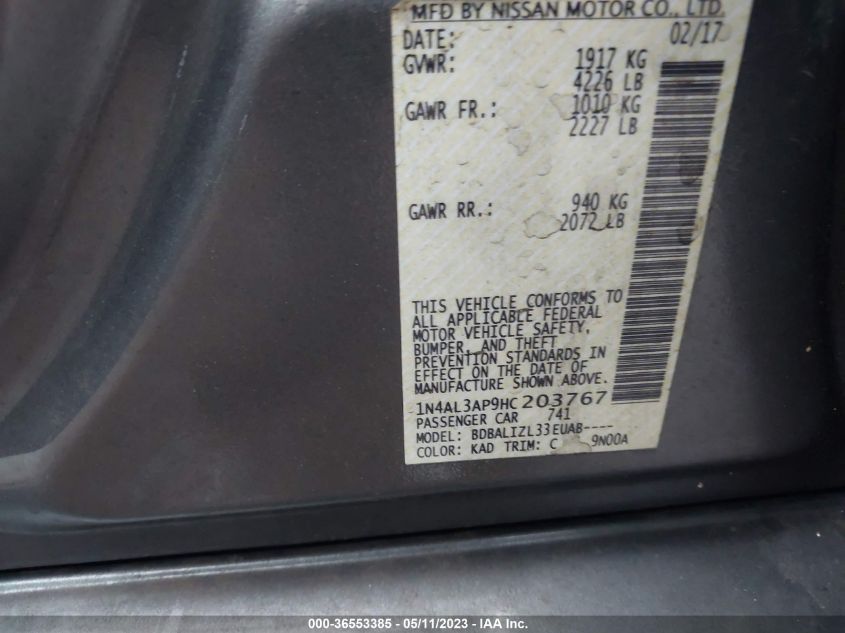 MFD BY NISSAN MOTOR CO., LTD.
DATE: 02/17
GVWR: 1917 KG
4226 LB
GAWR FR.: 1010 KG
2227 LB
GAWR RR.: 940 KG
2072 LB
THIS VEHICLE CONFORMS TO
ALL APPLICABLE FEDERAL
MOTOR VEHICLE SAFETY,
BUMPER, AND THEFT
PREVENTION STANDARDS IN
EFFECT ON THE DATE OF
MANUFACTURE SHOWN ABOVE.
1N4AL3AP9HC203767
PASSENGER CAR 741
MODEL: BDBALIZL33EUAB----
COLOR: KAD TRIM: C 9N00A
000-36553385 - 05/11/2023 - IAA Inc.